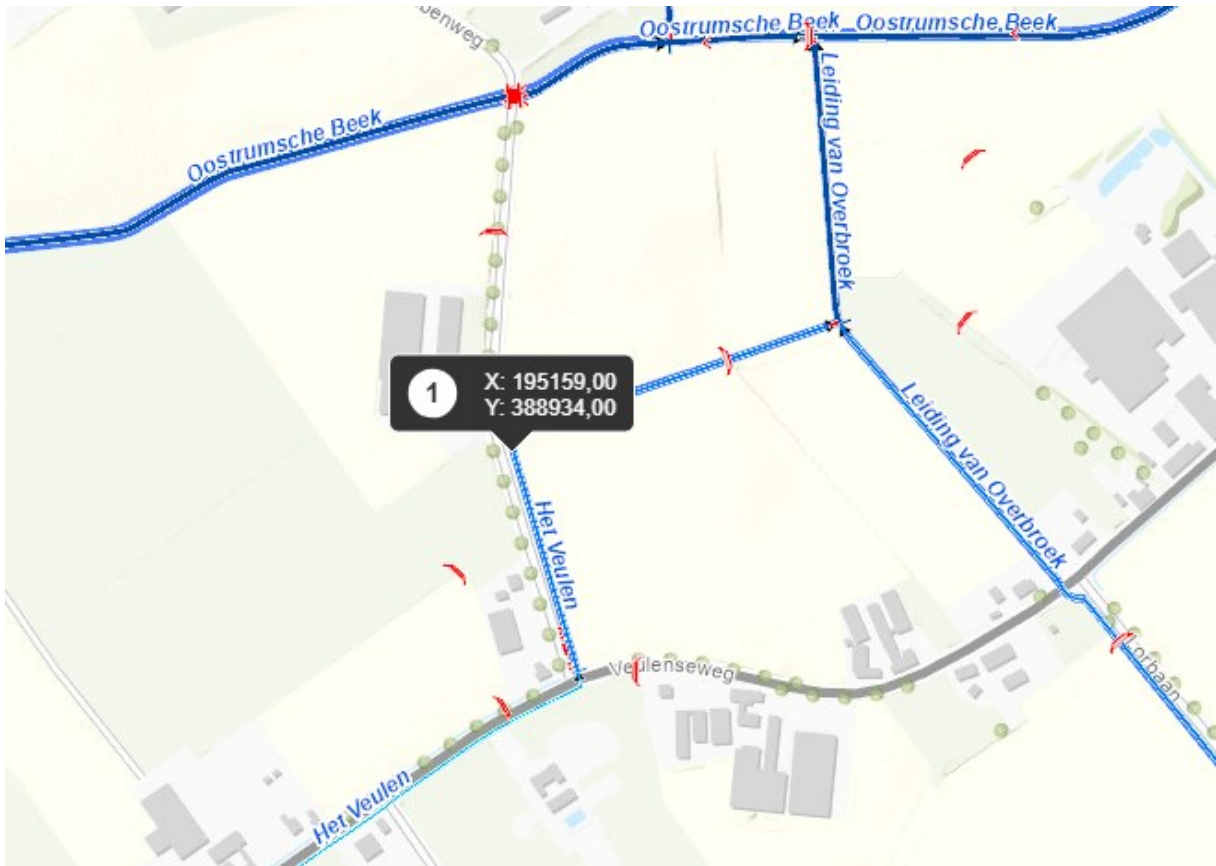 Oostrumsche Beek
Oostrumsche Beek
Oostrumsche Beek
Leiding van Overbroek
1
X: 195159,00
Y: 388934,00
Leiding van Overbroek
Het Veulen
Veulenseweg
Lorbaan
Het Veulen